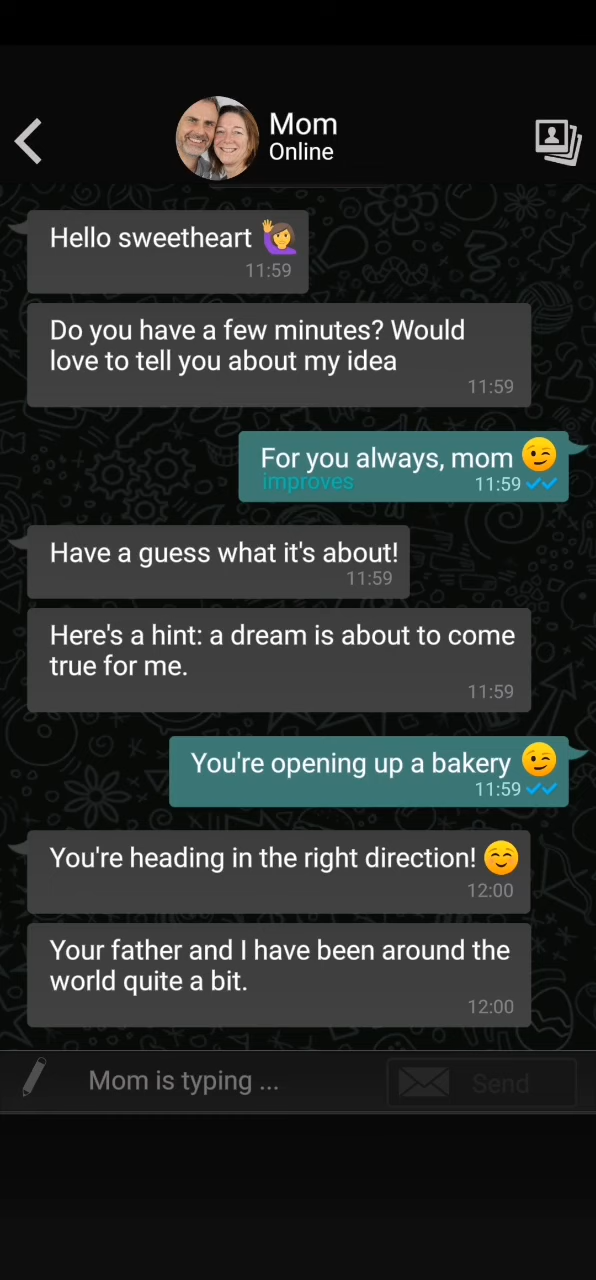 Mom
Online
Hello sweetheart 🙋‍♀️
11:59
Do you have a few minutes? Would
love to tell you about my idea
11:59
For you always, mom 😉
improves
11:59
Have a guess what it's about!
11:59
Here's a hint: a dream is about to come
true for me.
11:59
You're opening up a bakery 😉
11:59
You're heading in the right direction! ☺️
12:00
Your father and I have been around the
world quite a bit.
12:00
Mom is typing ...
Send